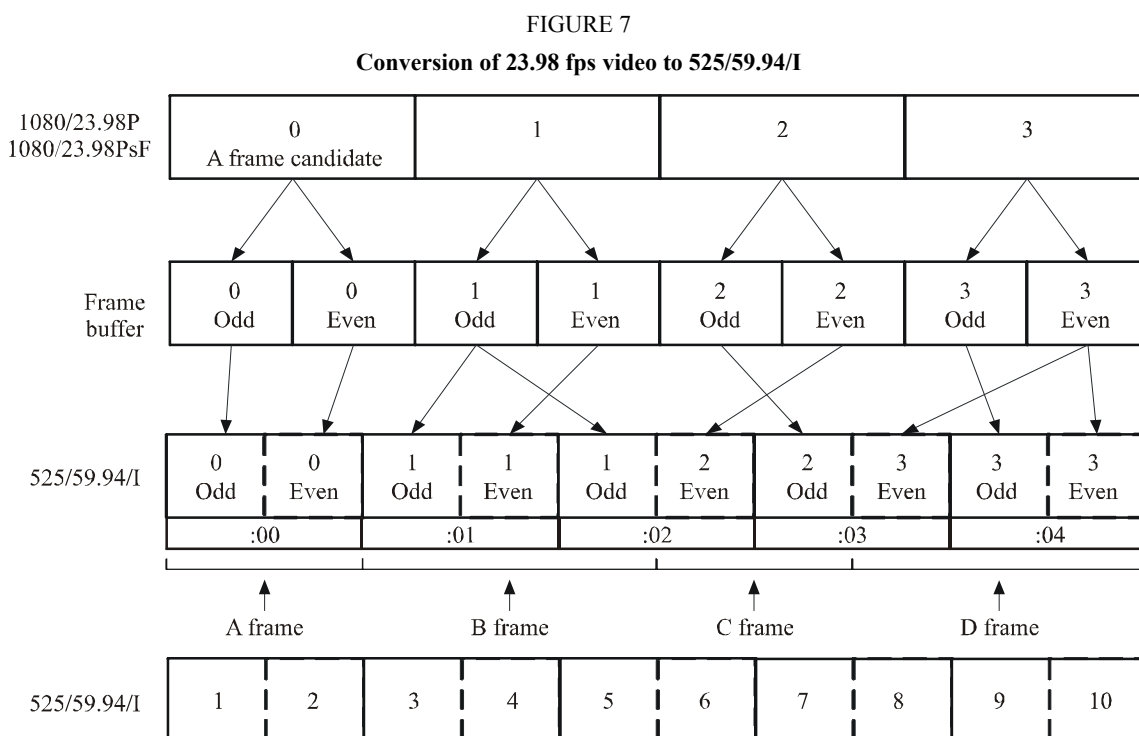 FIGURE 7
Conversion of 23.98 fps video to 525/59.94/I
1080/23.98P
1080/23.98PsF
0
A frame candidate
1
2
3
Frame
buffer
0
Odd
0
Even
1
Odd
1
Even
2
Odd
2
Even
3
Odd
3
Even
525/59.94/I
0
Odd
0
Even
1
Odd
1
Even
1
Odd
2
Even
2
Odd
3
Even
3
Odd
3
Even
:00
:01
:02
:03
:04
A frame
B frame
C frame
D frame
525/59.94/I
1
2
3
4
5
6
7
8
9
10